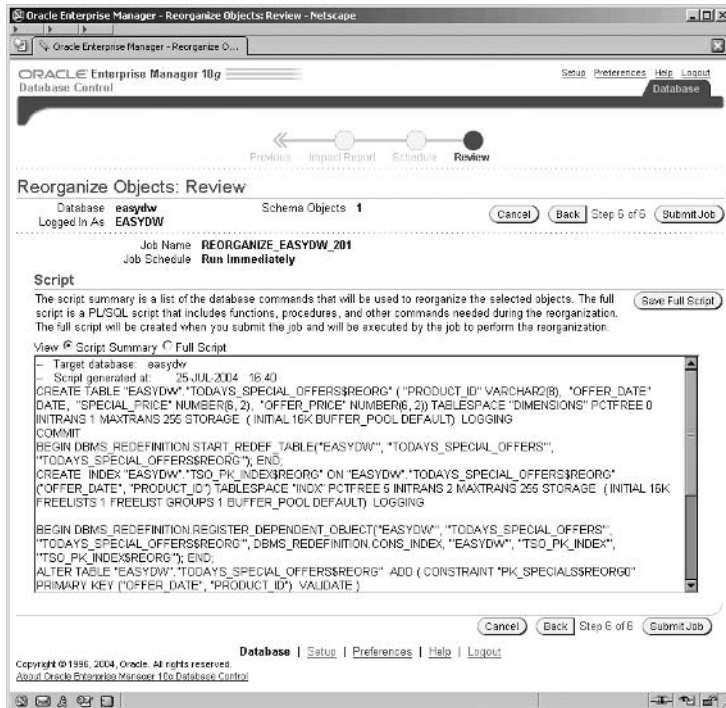 Oracle Enterprise Manager - Reorganize Objects: Review - Netscape
Oracle Enterprise Manager - Reorganize O...
ORACLE Enterprise Manager 10g
Database Control
Setup Preferences Help Logout
Database
Previous Impact Report Schedule Review
Reorganize Objects: Review
Database easydw
Logged In As EASYDW
Schema Objects 1
Cancel Back Step 6 of 6 Submit Job
Job Name REORGANIZE_EASYDW_201
Job Schedule Run Immediately
Script
The script summary is a list of the database commands that will be used to reorganize the selected objects. The full
script is a PL/SQL script that includes functions, procedures, and other commands needed during the reorganization.
The full script will be created when you submit the job and will be executed by the job to perform the reorganization.
Save Full Script
View Script Summary Full Script
-- Target database: easydw
-- Script generated at: 25-JUL-2004 16:40
CREATE TABLE "EASYDW"."TODAYS_SPECIAL_OFFERS$REORG" ( "PRODUCT_ID" VARCHAR2(8), "OFFER_DATE"
DATE, "SPECIAL_PRICE" NUMBER(6, 2), "OFFER_PRICE" NUMBER(6, 2)) TABLESPACE "DIMENSIONS" PCTFREE 0
INITRANS 1 MAXTRANS 255 STORAGE ( INITIAL 16K BUFFER_POOL DEFAULT) LOGGING
COMMIT
BEGIN DBMS_REDEFINITION.START_REDEF_TABLE('"EASYDW"', '"TODAYS_SPECIAL_OFFERS"',
'"TODAYS_SPECIAL_OFFERS$REORG"'); END;
CREATE INDEX "EASYDW"."TSO_PK_INDEX$REORG" ON "EASYDW"."TODAYS_SPECIAL_OFFERS$REORG"
("OFFER_DATE", "PRODUCT_ID") TABLESPACE "INDX" PCTFREE 5 INITRANS 2 MAXTRANS 255 STORAGE ( INITIAL 16K
FREELISTS 1 FREELIST GROUPS 1 BUFFER_POOL DEFAULT) LOGGING
BEGIN DBMS_REDEFINITION.REGISTER_DEPENDENT_OBJECT('"EASYDW"', '"TODAYS_SPECIAL_OFFERS"',
'"TODAYS_SPECIAL_OFFERS$REORG"', DBMS_REDEFINITION.CONS_INDEX, '"EASYDW"', '"TSO_PK_INDEX"',
'"TSO_PK_INDEX$REORG"'); END;
ALTER TABLE "EASYDW"."TODAYS_SPECIAL_OFFERS$REORG" ADD ( CONSTRAINT "PK_SPECIALS$REORG0"
PRIMARY KEY ("OFFER_DATE", "PRODUCT_ID") VALIDATE )
Cancel Back Step 6 of 6 Submit Job
Database | Setup | Preferences | Help | Logout
Copyright © 1996, 2004, Oracle. All rights reserved.
About Oracle Enterprise Manager 10g Database Control